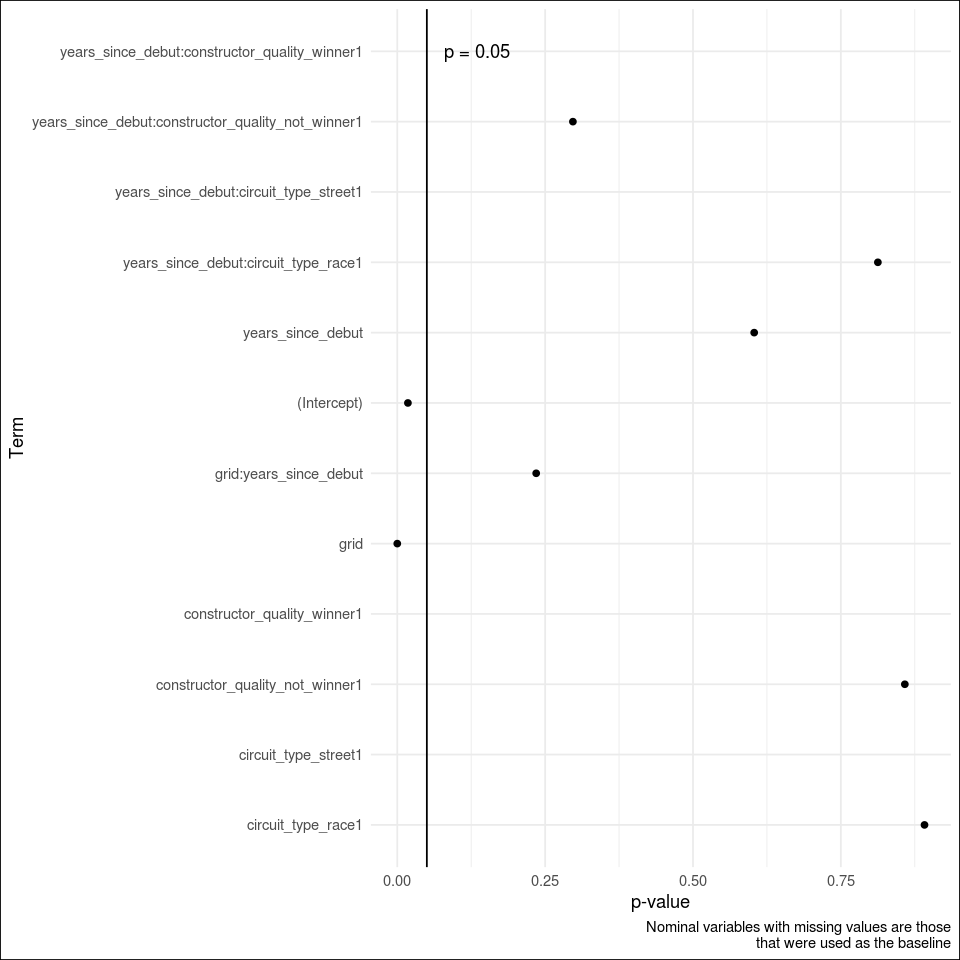 years_since_debut:constructor_quality_winner1
p = 0.05
years_since_debut:constructor_quality_not_winner1
years_since_debut:circuit_type_street1
years_since_debut:circuit_type_race1
years_since_debut
(Intercept)
Term
grid:years_since_debut
grid
constructor_quality_winner1
constructor_quality_not_winner1
circuit_type_street1
circuit_type_race1
0.00 0.25 0.50 0.75
p-value
Nominal variables with missing values are those
that were used as the baseline